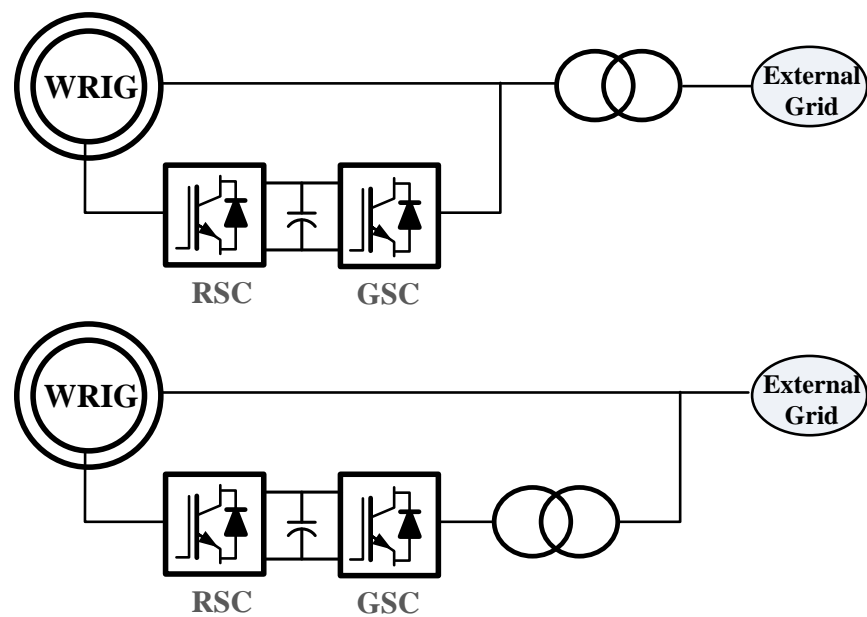 WRIG
External
Grid
RSC
GSC
WRIG
External
Grid
RSC
GSC